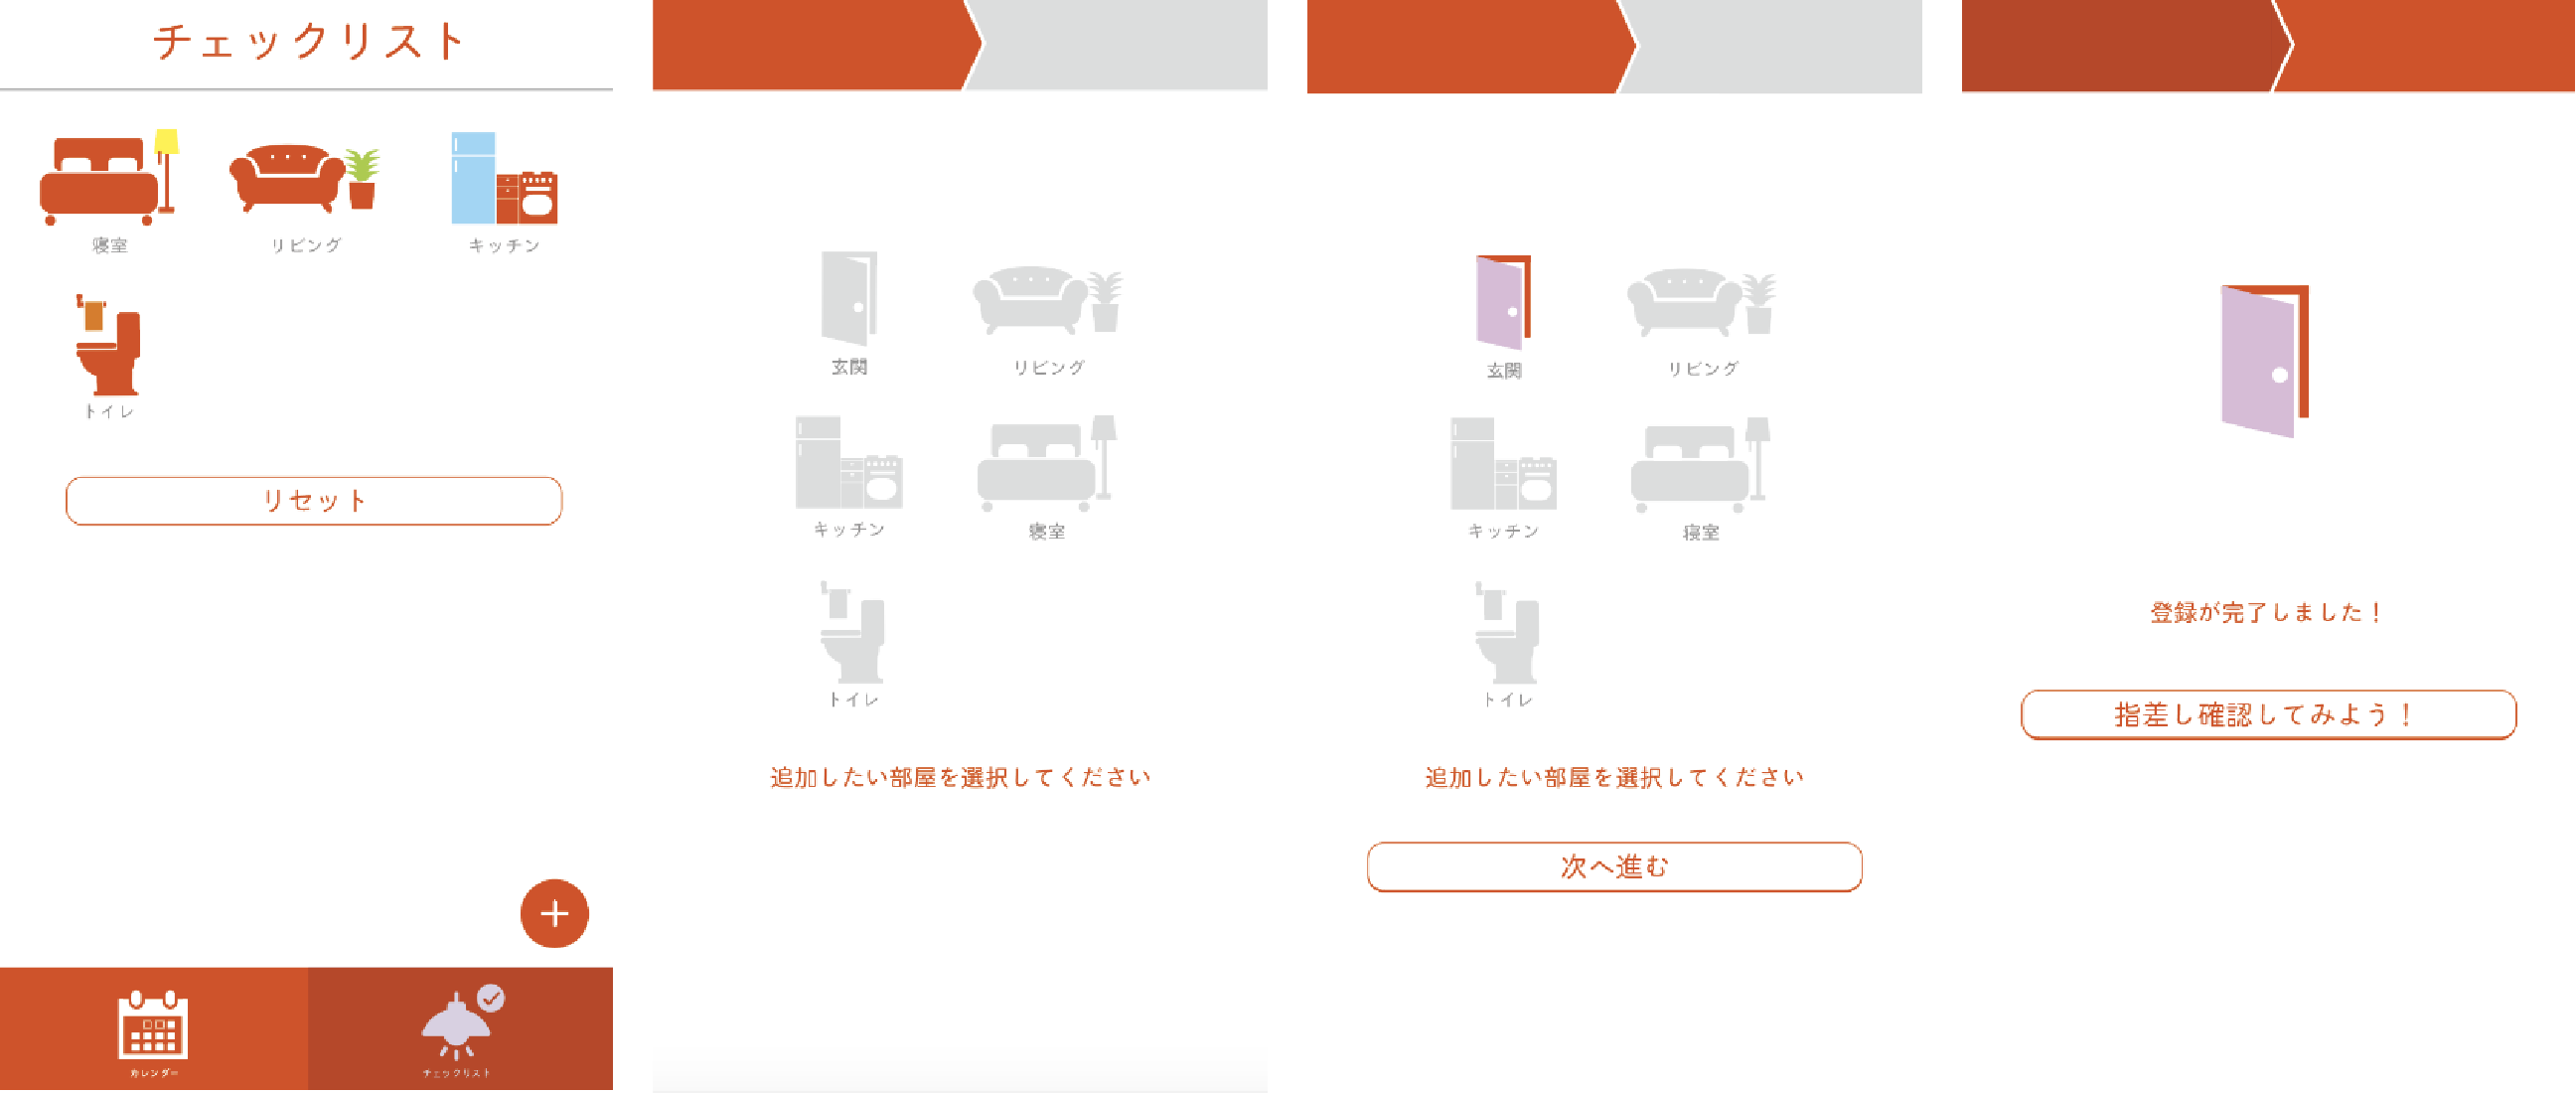 チェックリスト
寝室
リビング
キッチン
トイレ
リセット
カレンダー
チェックリスト
玄関
リビング
キッチン
寝室
トイレ
追加したい部屋を選択してください
玄関
リビング
キッチン
寝室
トイレ
追加したい部屋を選択してください
次へ進む
登録が完了しました！
指差し確認してみよう！